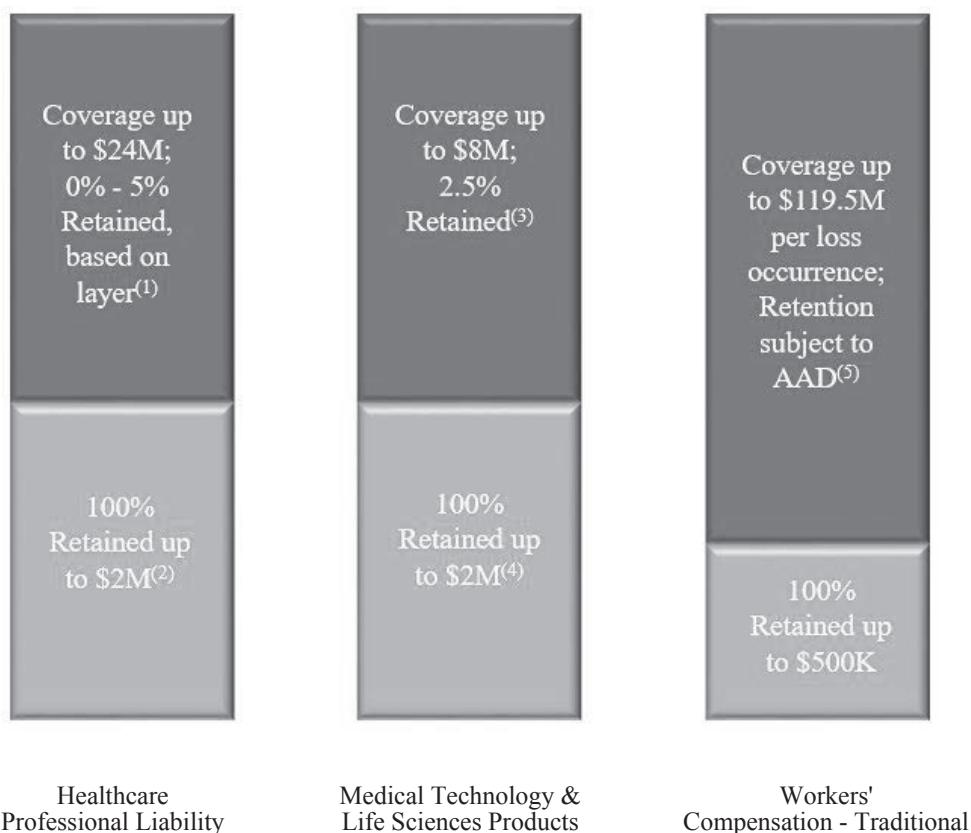 Coverage up
to $24M;
0% - 5%
Retained,
based on
layer(1)
100%
Retained up
to $2M(2)
Healthcare
Professional Liability
Coverage up
to $8M;
2.5%
Retained(3)
100%
Retained up
to $2M(4)
Medical Technology &
Life Sciences Products
Coverage up
to $119.5M
per loss
occurrence;
Retention
subject to
AAD(5)
100%
Retained up
to $500K
Workers'
Compensation - Traditional